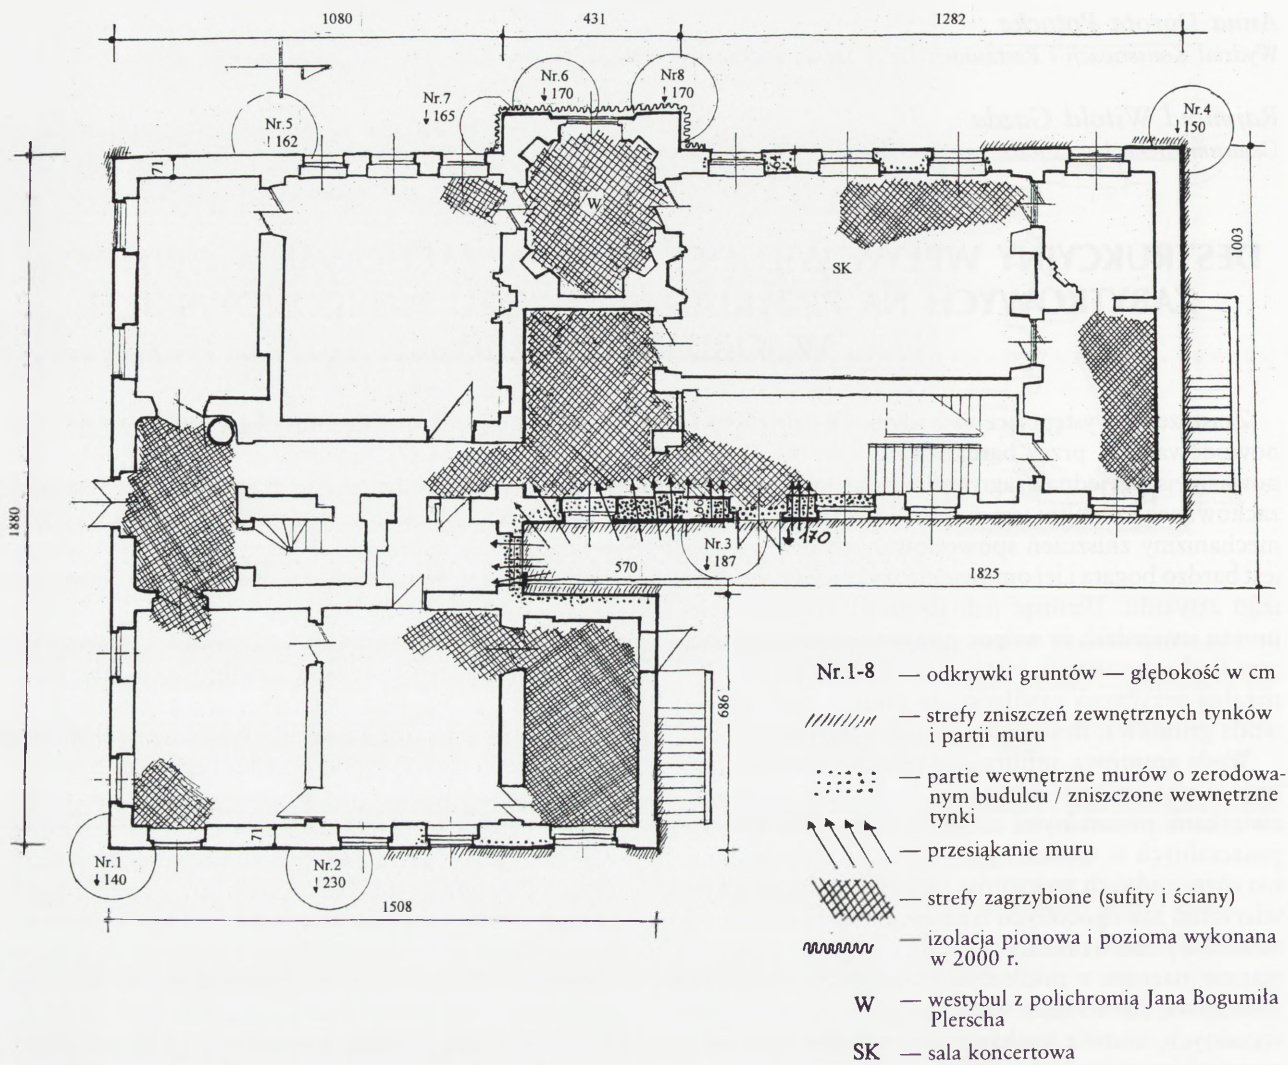 1080
431
1282
Nr.6
↓ 170
Nr8
↓ 170
Nr.7
↓ 165
Nr.5
! 162
Nr.4
↓ 150
71
64
W
1003
SK
1880
66
↓ 170
Nr.3
↓ 187
570
1825
686
71
Nr.1
↓ 140
Nr.2
↓ 230
1508
Nr.1-8 — odkrywki gruntów — głębokość w cm
— strefy zniszczeń zewnętrznych tynków
i partii muru
— partie wewnętrzne murów o zerodowa-
nym budulcu / zniszczone wewnętrzne
tynki
— przesiąkanie muru
— strefy zagrzybione (sufity i ściany)
— izolacja pionowa i pozioma wykonana
w 2000 r.
W — westybul z polichromią Jana Bogumiła
Plerscha
SK — sala koncertowa